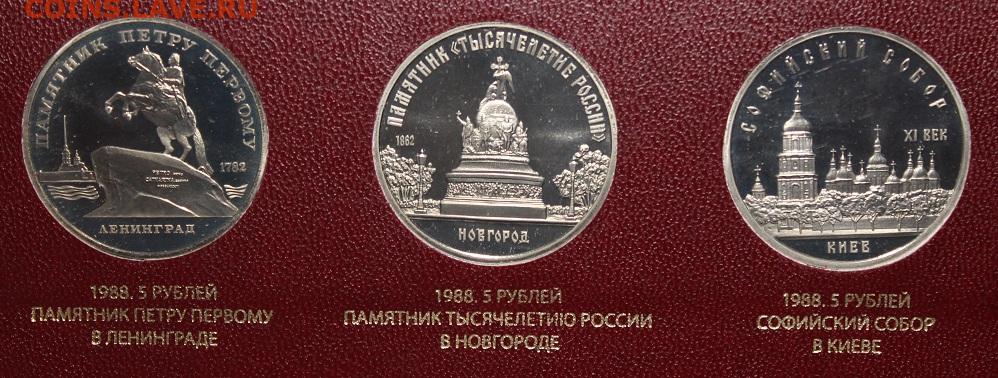 COINS.CAVE.RU
ПАМЯТНИК ПЕТРУ ПЕРВОМУ
1782
ЛЕНИНГРАД
ПАМЯТНИК «ТЫСЯЧЕЛЕТИЕ РОССИИ»
1862
НОВГОРОД
СОФИЙСКИЙ СОБОР
XI ВЕК
КИЕВ
1988. 5 РУБЛЕЙ
ПАМЯТНИК ПЕТРУ ПЕРВОМУ
В ЛЕНИНГРАДЕ
1988. 5 РУБЛЕЙ
ПАМЯТНИК ТЫСЯЧЕЛЕТИЮ РОССИИ
В НОВГОРОДЕ
1988. 5 РУБЛЕЙ
СОФИЙСКИЙ СОБОР
В КИЕВЕ